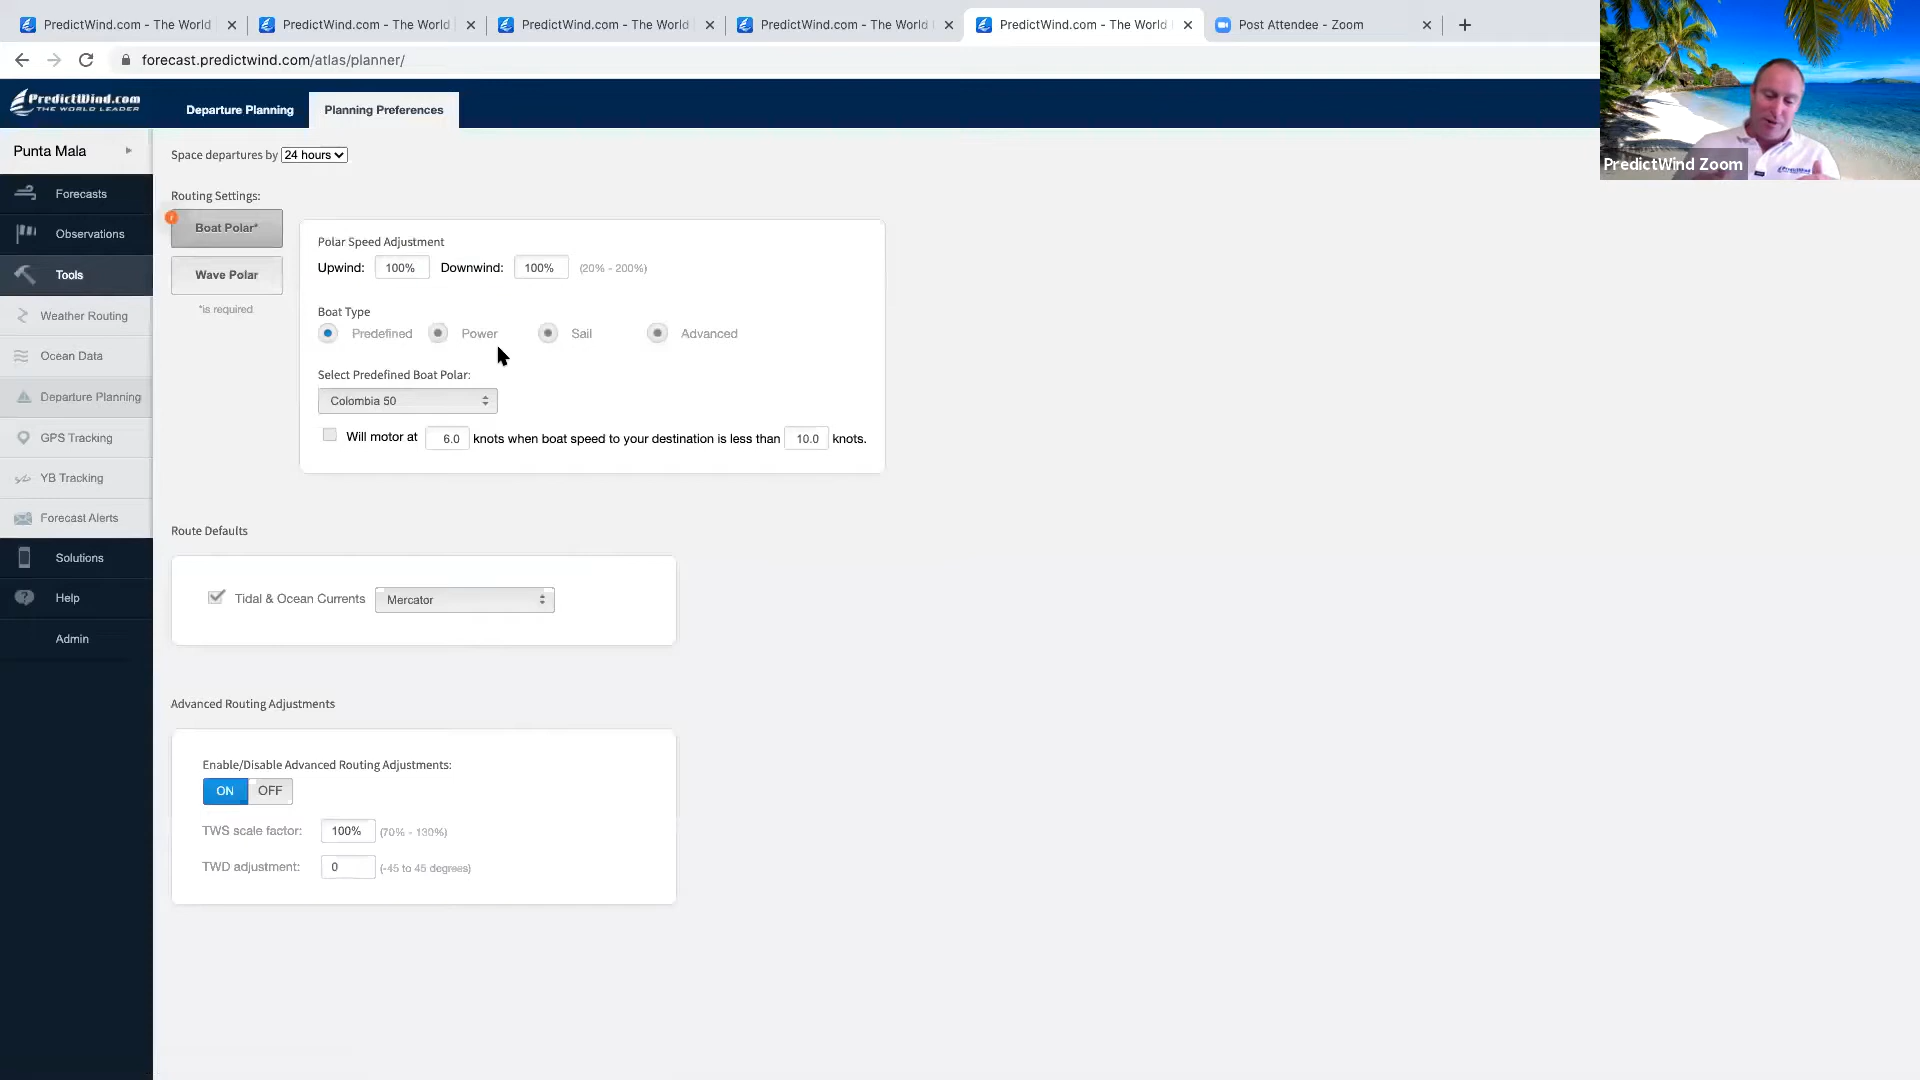 PredictWind.com - The World
PredictWind.com - The World
PredictWind.com - The World
PredictWind.com - The World
PredictWind.com - The World
Post Attendee - Zoom
forecast.predictwind.com/atlas/planner/
PredictWind.com
THE WORLD LEADER
Departure Planning
Planning Preferences
PredictWind Zoom
Punta Mala
Forecasts
Observations
Tools
Weather Routing
Ocean Data
Departure Planning
GPS Tracking
YB Tracking
Forecast Alerts
Solutions
Help
Admin
Space departures by 24 hours
Routing Settings:
Boat Polar*
Wave Polar
*is required
Polar Speed Adjustment
Upwind: 100% Downwind: 100% (20% - 200%)
Boat Type
Predefined Power Sail Advanced
Select Predefined Boat Polar:
Colombia 50
Will motor at 6.0 knots when boat speed to your destination is less than 10.0 knots.
Route Defaults
Tidal & Ocean Currents Mercator
Advanced Routing Adjustments
Enable/Disable Advanced Routing Adjustments:
ON OFF
TWS scale factor: 100% (70% - 130%)
TWD adjustment: 0 (-45 to 45 degrees)